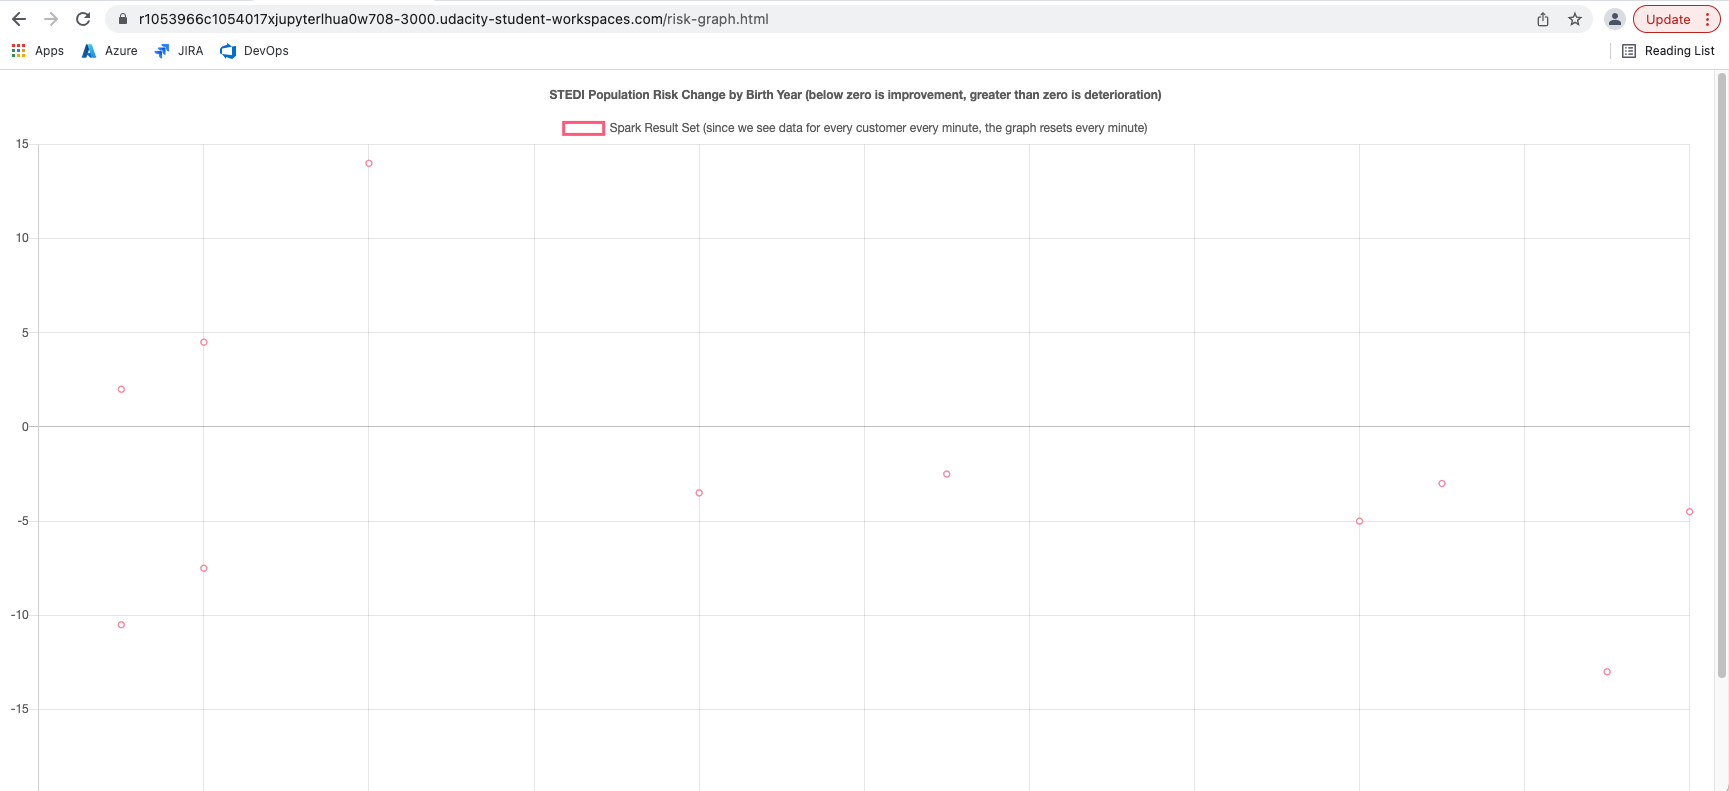 r1053966c1054017xjupyterlhua0w708-3000.udacity-student-workspaces.com/risk-graph.html
Update
Apps Azure JIRA DevOps
Reading List
STEDI Population Risk Change by Birth Year (below zero is improvement, greater than zero is deterioration)
Spark Result Set (since we see data for every customer every minute, the graph resets every minute)
15
10
5
0
-5
-10
-15